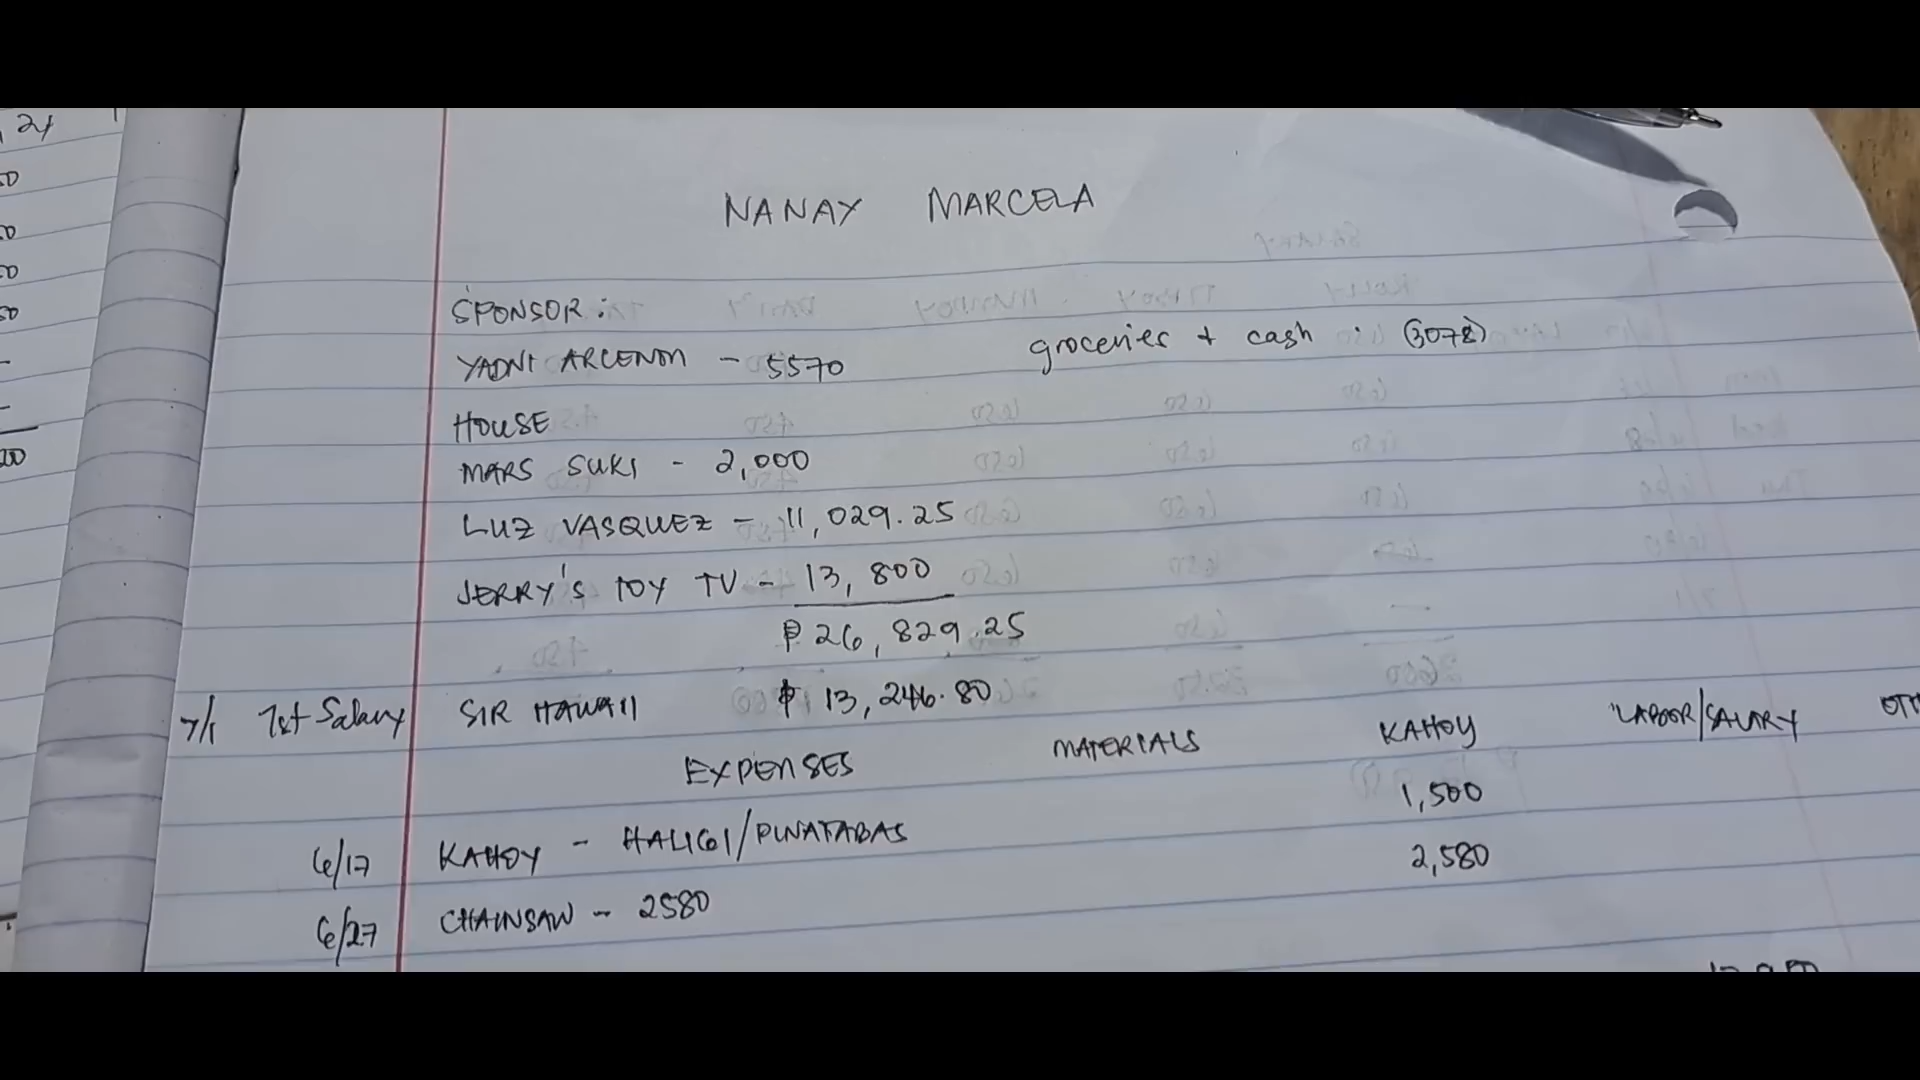 NANAY MARCELA
SPONSOR:
YADNI ARCENON - 5570 groceries + cash : (3078)
HOUSE
MARS SUKI - 2,000
LUZ VASQUEZ - 11,029.25
JERRY'S TOY TV - 13,800
₱ 26,829.25
7/1 1st Salary SIR HAWAII ₱ 13,246.80
EXPENSES MATERIALS KAHOY LABOR/SALARY
6/17 KAHOY - HALIGI/PINATABAS 1,500
6/27 CHAINSAW - 2580 2,580